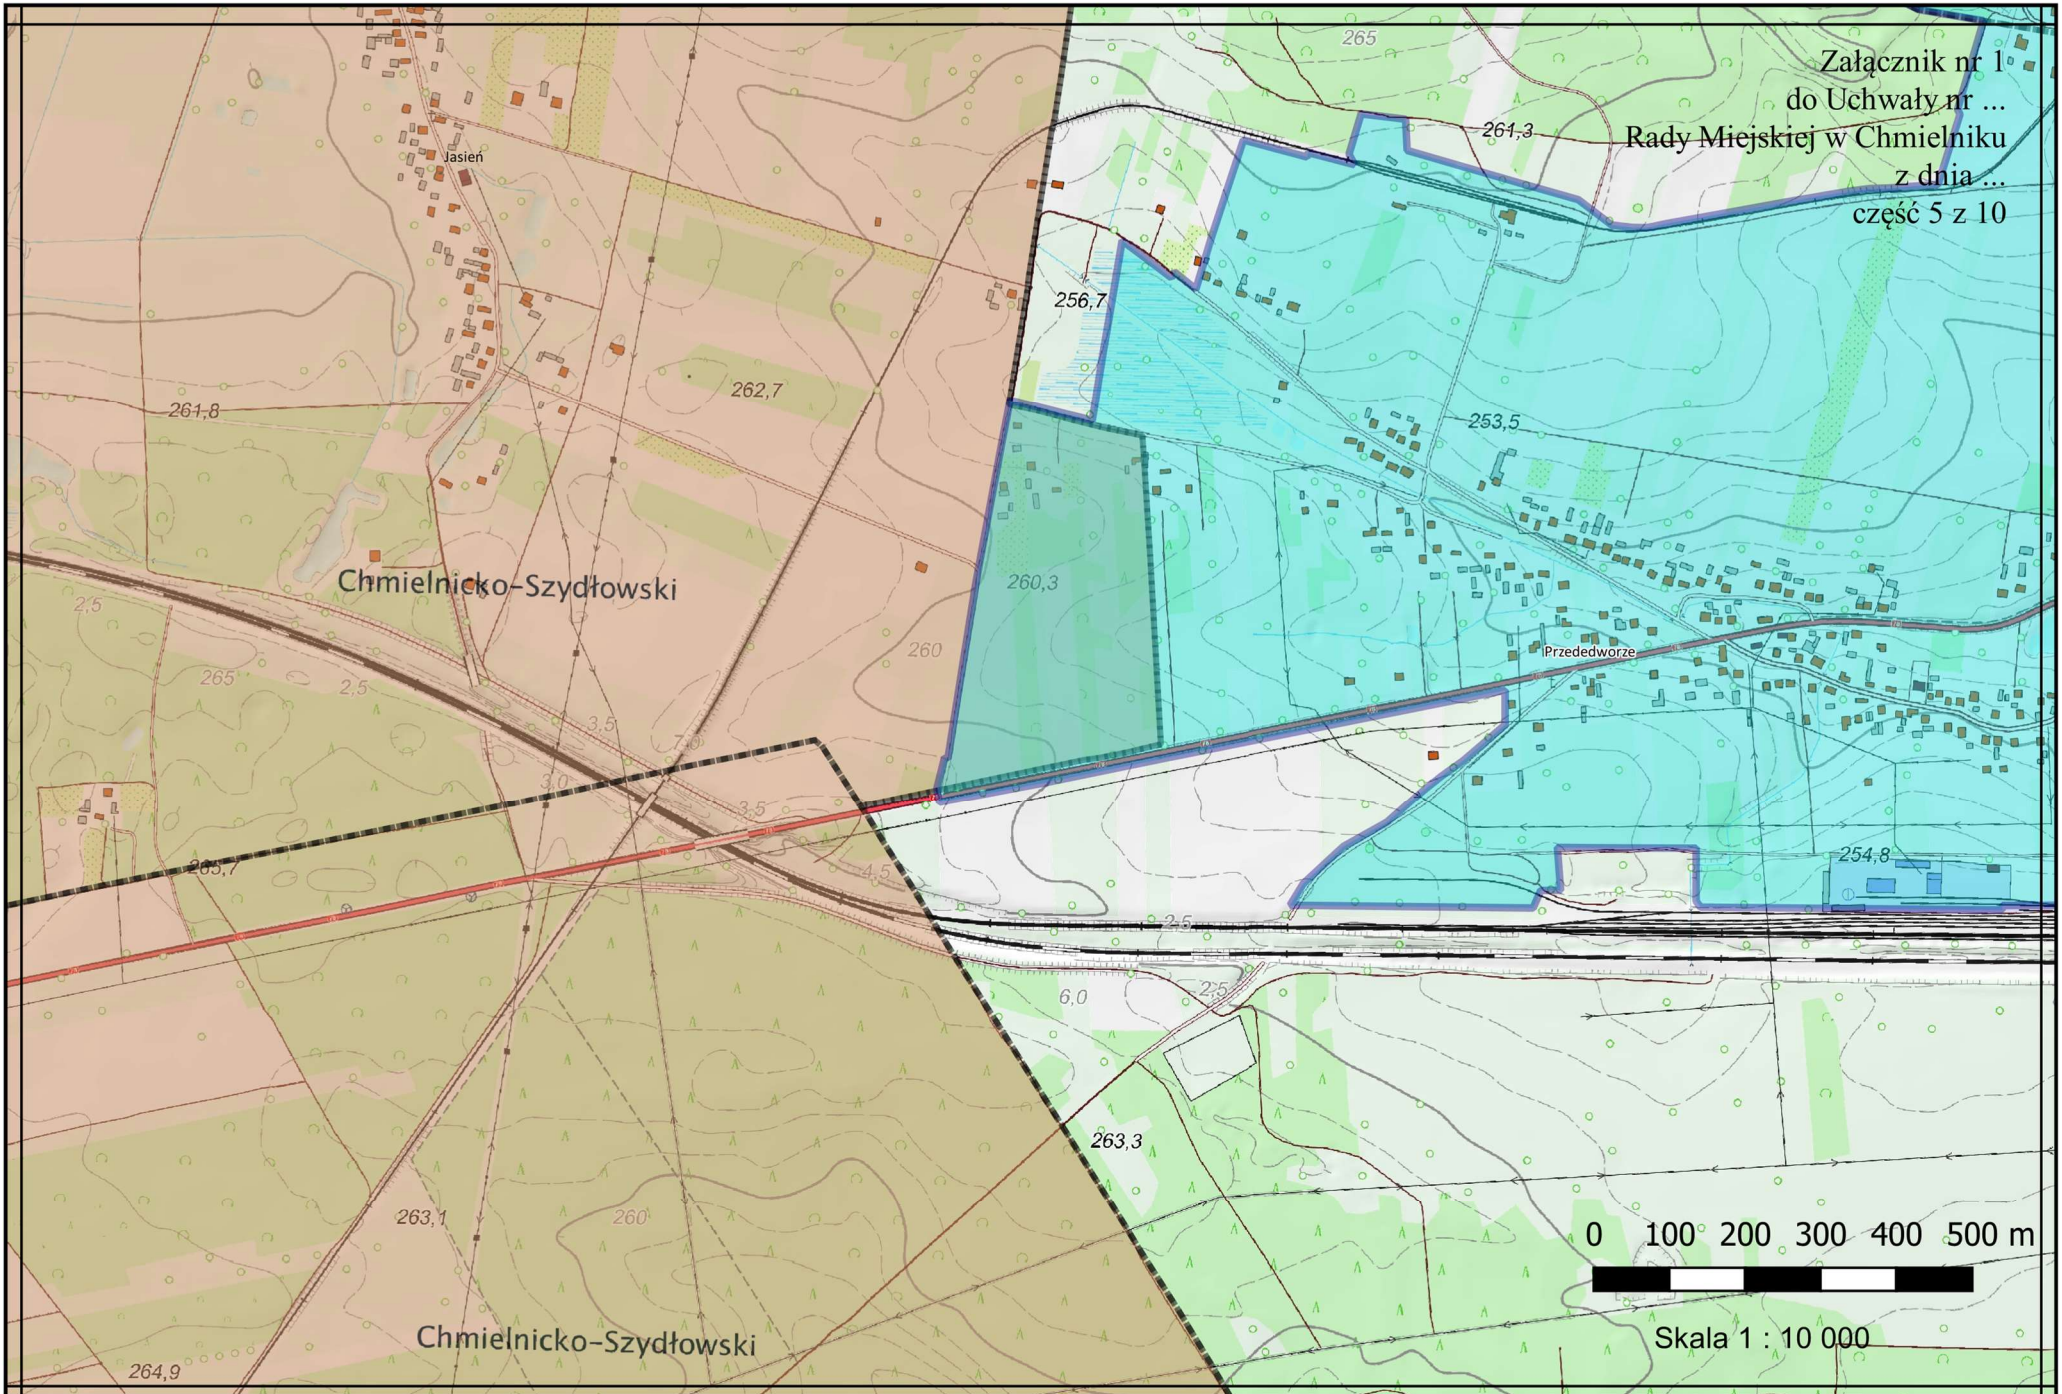 265
Załącznik nr 1
do Uchwały nr ...
261,3
Rady Miejskiej w Chmielniku
z dnia ...
część 5 z 10
Jasień
256,7
262,7
261,8
253,5
Chmielnicko-Szydłowski
260,3
2,5
260
Przededworze
265
2,5
3,5
7,0
3,0
3,5
265,7
4,5
254,8
2,5
6,0
2,5
263,3
263,1
260
0 100 200 300 400 500 m
Chmielnicko-Szydłowski
Skala 1 : 10 000
264,9